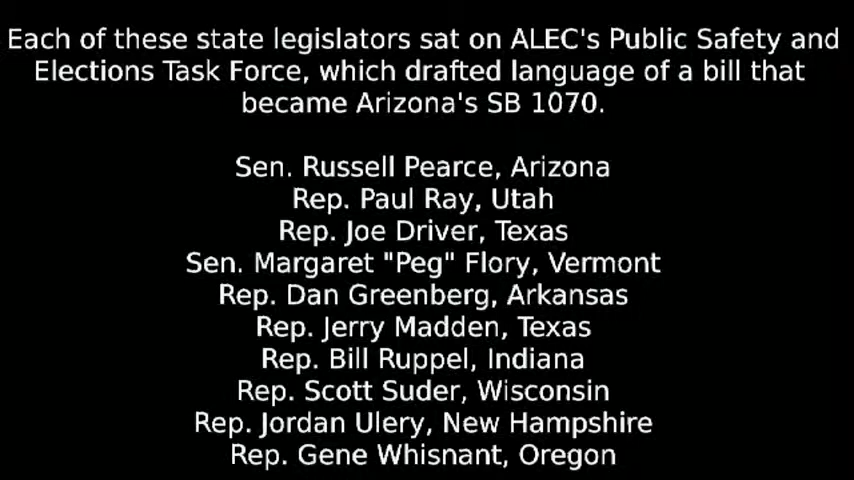 Each of these state legislators sat on ALEC's Public Safety and
Elections Task Force, which drafted language of a bill that
became Arizona's SB 1070.
Sen. Russell Pearce, Arizona
Rep. Paul Ray, Utah
Rep. Joe Driver, Texas
Sen. Margaret "Peg" Flory, Vermont
Rep. Dan Greenberg, Arkansas
Rep. Jerry Madden, Texas
Rep. Bill Ruppel, Indiana
Rep. Scott Suder, Wisconsin
Rep. Jordan Ulery, New Hampshire
Rep. Gene Whisnant, Oregon